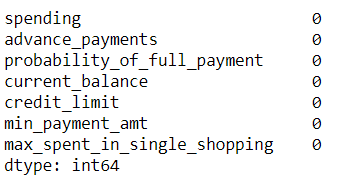 spending 0
advance_payments 0
probability_of_full_payment 0
current_balance 0
credit_limit 0
min_payment_amt 0
max_spent_in_single_shopping 0
dtype: int64